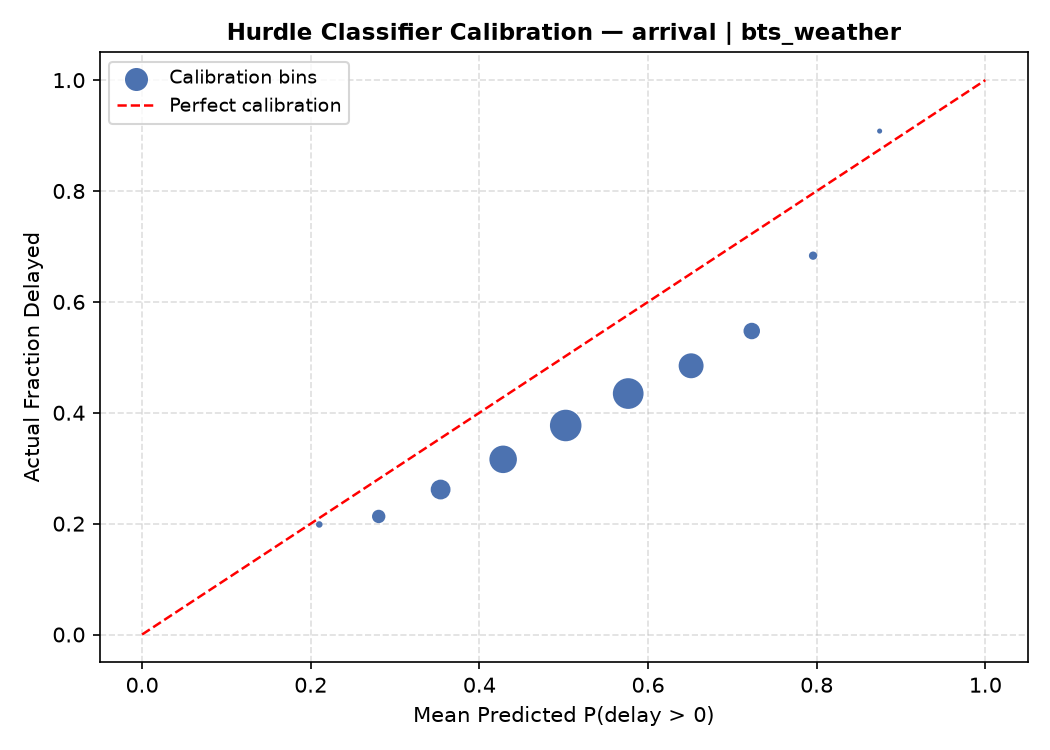 Hurdle Classifier Calibration — arrival | bts_weather
Calibration bins
Perfect calibration
Actual Fraction Delayed
1.0
0.8
0.6
0.4
0.2
0.0
0.0 0.2 0.4 0.6 0.8 1.0
Mean Predicted P(delay > 0)